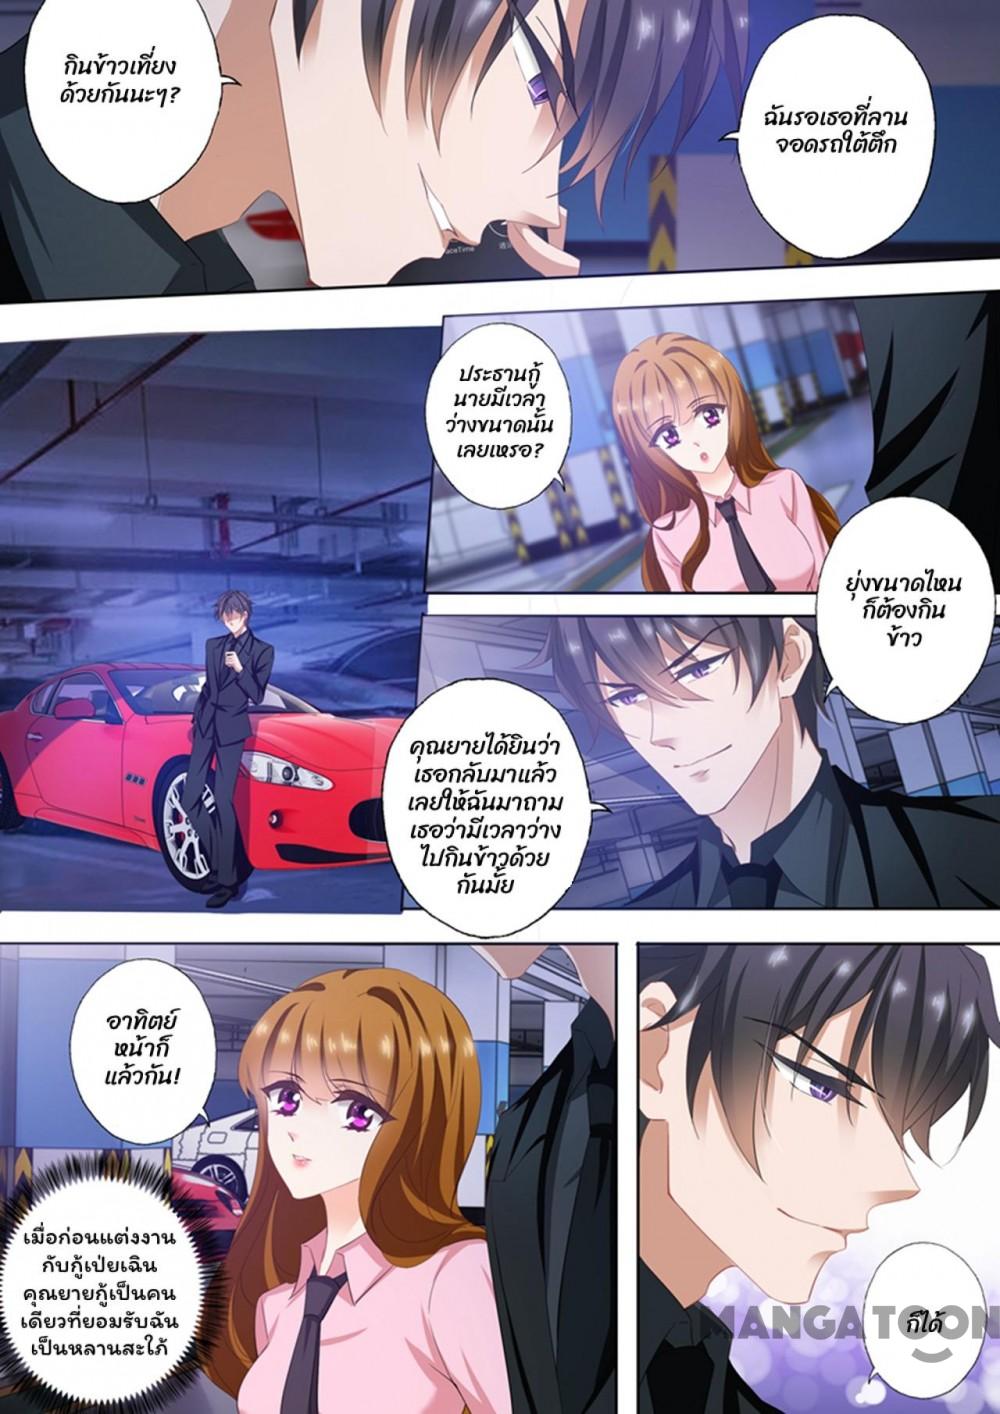 กินข้าวเที่ยง
ด้วยกันนะๆ?
ฉันรอเธอที่ลาน
จอดรถใต้ตึก
aceTime
ประธานกู้
นายมีเวลา
ว่างขนาดนั้น
เลยเหรอ?
ยุ่งขนาดไหน
ก็ต้องกิน
ข้าว
คุณยายได้ยินว่า
เธอกลับมาแล้ว
เลยให้ฉันมาถาม
เธอว่ามีเวลาว่าง
ไปกินข้าวด้วย
กันมั้ย
อาทิตย์
หน้าก็
แล้วกัน!
เมื่อก่อนแต่งงาน
กับกู้เป่ยเฉิน
คุณยายกู้เป็นคน
เดียวที่ยอมรับฉัน
เป็นหลานสะใภ้
ก็ได้
MANGATOON